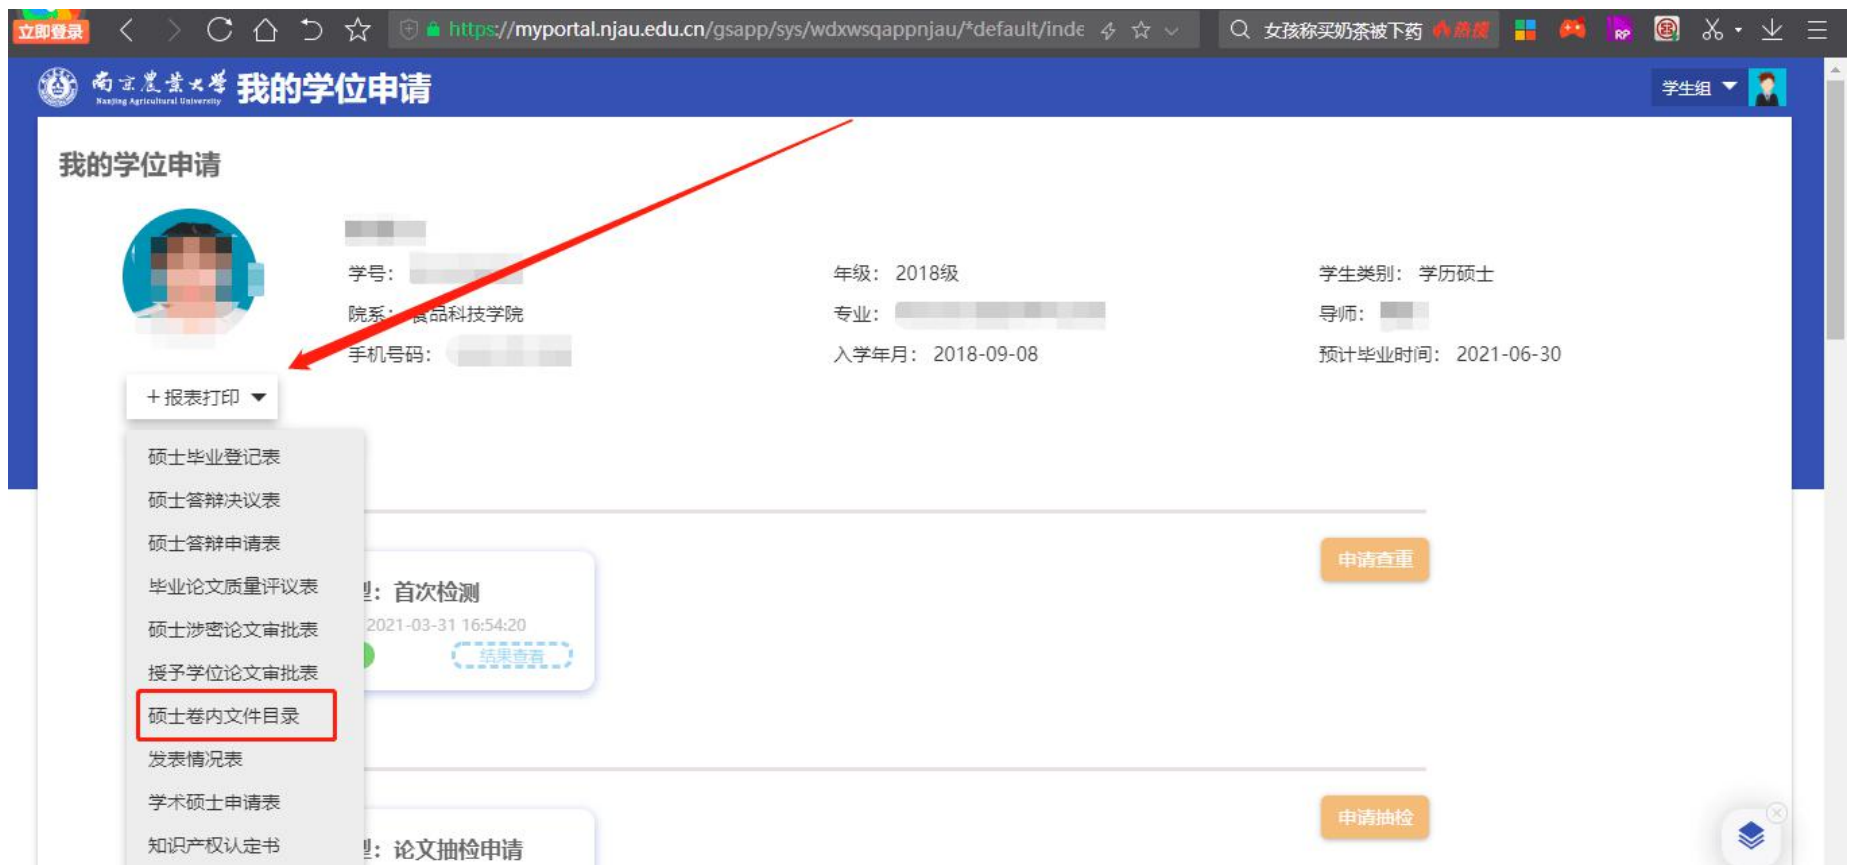 立即登录
https://myportal.njau.edu.cn/gsapp/sys/wdxwsqappnjau/*default/inde
女孩称买奶茶被下药 热搜
RP
南京农业大学 我的学位申请
Nanjing Agricultural University
学生组
我的学位申请
学号：
年级： 2018级
学生类别： 学历硕士
院系： 食品科技学院
专业：
导师：
手机号码：
入学年月： 2018-09-08
预计毕业时间： 2021-06-30
+报表打印
硕士毕业登记表
硕士答辩决议表
硕士答辩申请表
申请查重
毕业论文质量评议表
型：首次检测
硕士涉密论文审批表
2021-03-31 16:54:20
结果查看
授予学位论文审批表
硕士卷内文件目录
发表情况表
学术硕士申请表
申请抽检
知识产权认定书
型：论文抽检申请